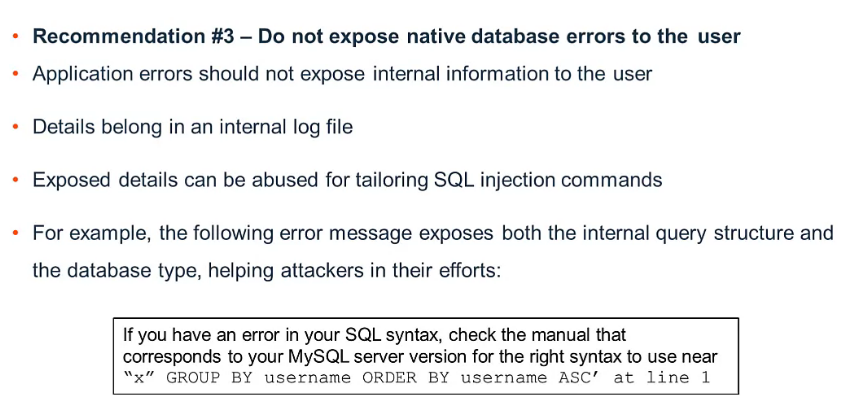 • Recommendation #3 – Do not expose native database errors to the user
• Application errors should not expose internal information to the user
• Details belong in an internal log file
• Exposed details can be abused for tailoring SQL injection commands
• For example, the following error message exposes both the internal query structure and
the database type, helping attackers in their efforts:
If you have an error in your SQL syntax, check the manual that
corresponds to your MySQL server version for the right syntax to use near
“x” GROUP BY username ORDER BY username ASC’ at line 1